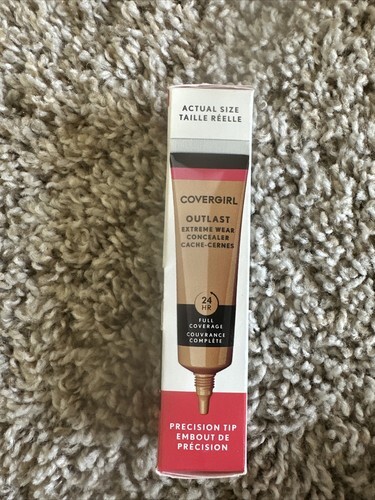 ACTUAL SIZE
TAILLE RÉELLE
COVERGIRL
OUTLAST
EXTREME WEAR
CONCEALER
CACHE-CERNES
24
HR
FULL
COVERAGE
COUVRANCE
COMPLÈTE
PRECISION TIP
EMBOUT DE
PRÉCISION